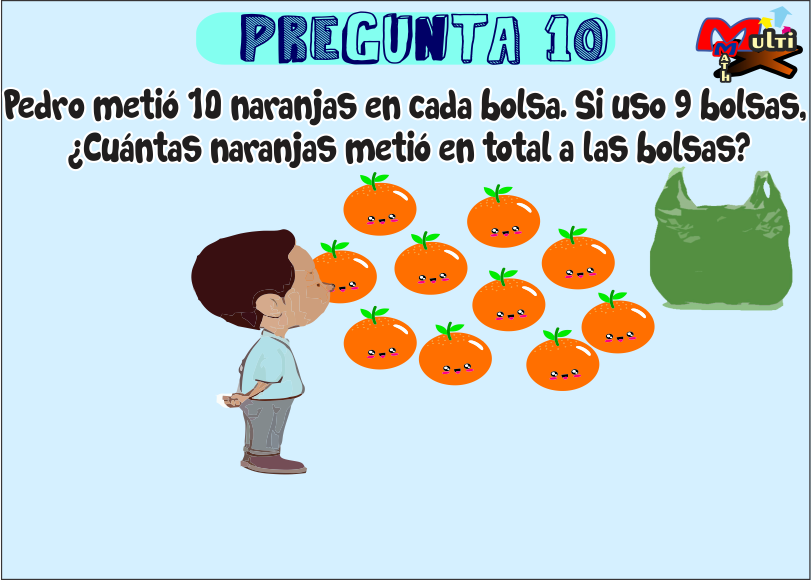 PREGUNTA 10
MULTI
MATH
Pedro metió 10 naranjas en cada bolsa. Si uso 9 bolsas,
¿Cuántas naranjas metió en total a las bolsas?